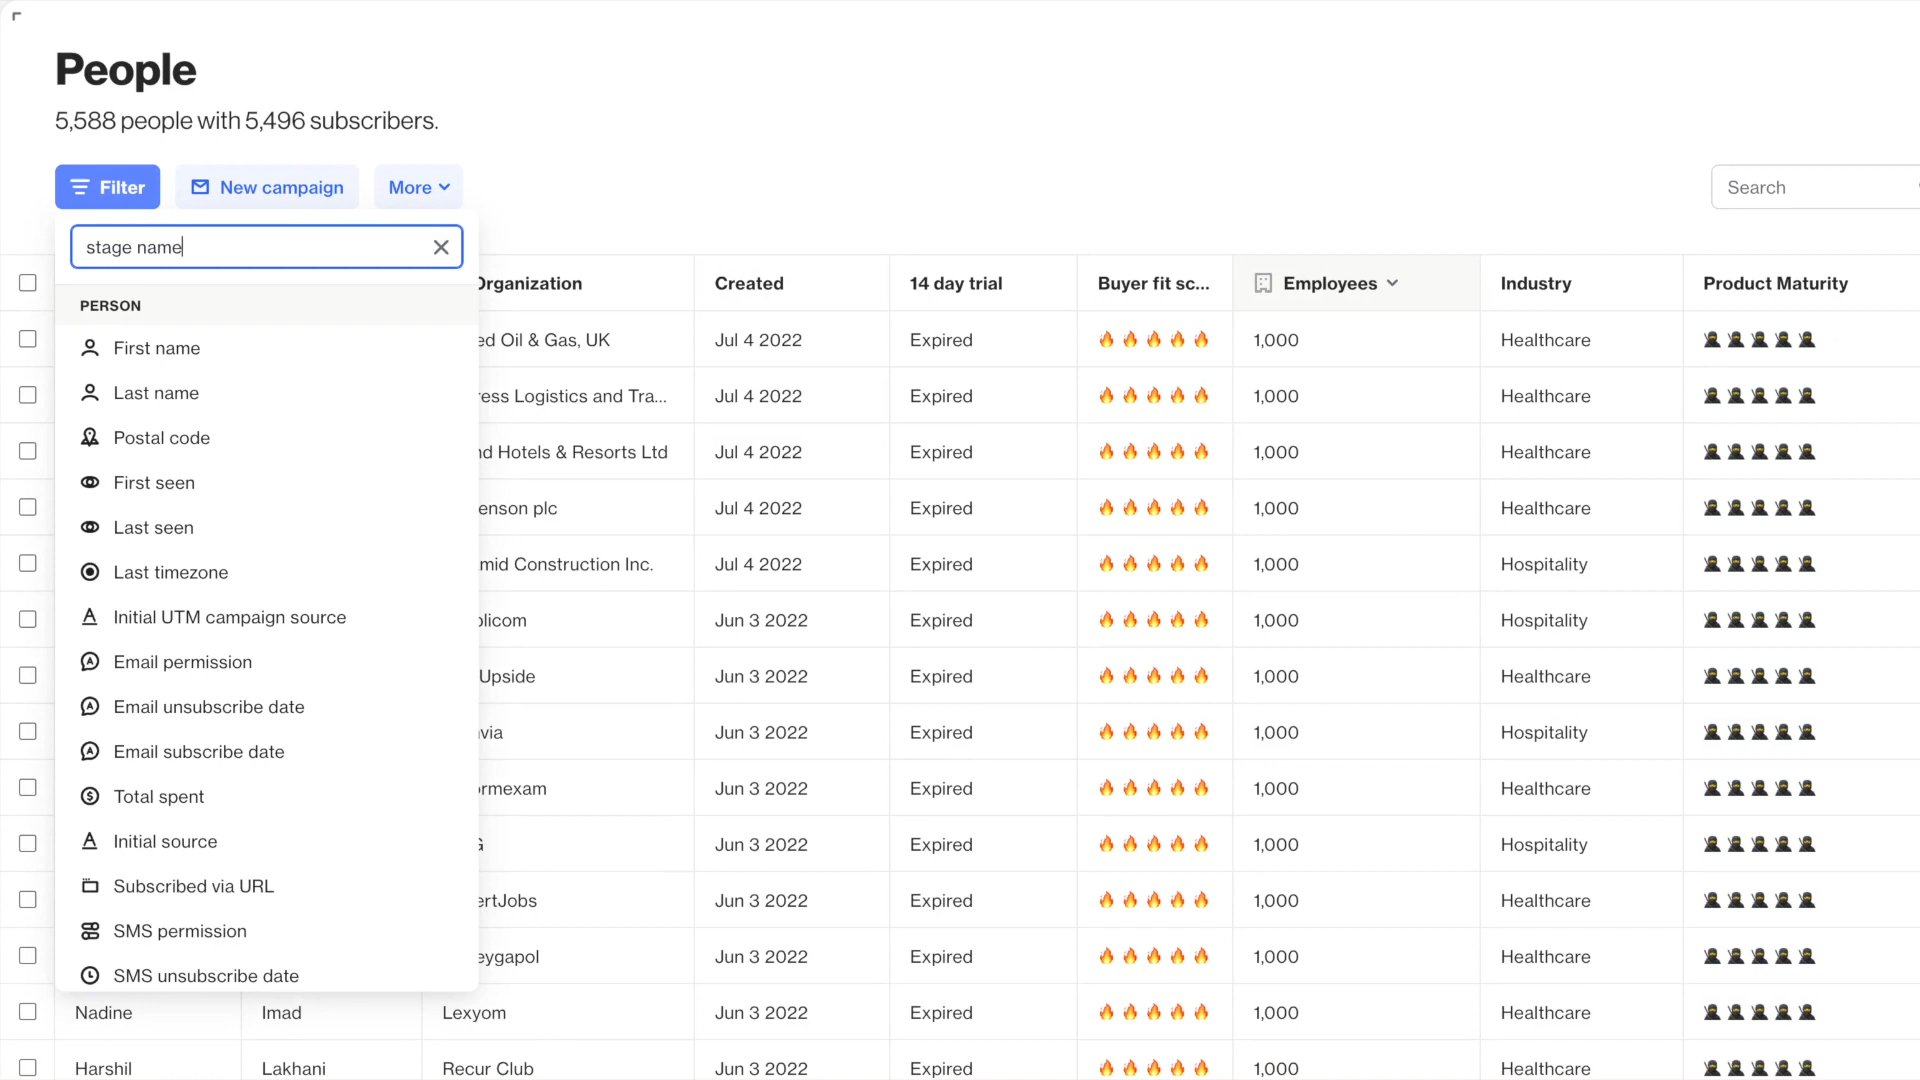 People
5,588 people with 5,496 subscribers.
Filter New campaign More Search
stage name
Organization Created 14 day trial Buyer fit sc... Employees Industry Product Maturity
PERSON
First name
ed Oil & Gas, UK Jul 4 2022 Expired 1,000 Healthcare
Last name
ress Logistics and Tra... Jul 4 2022 Expired 1,000 Healthcare
Postal code
nd Hotels & Resorts Ltd Jul 4 2022 Expired 1,000 Healthcare
First seen
enson plc Jul 4 2022 Expired 1,000 Healthcare
Last seen
mid Construction Inc. Jul 4 2022 Expired 1,000 Hospitality
Last timezone
Initial UTM campaign source
licom Jun 3 2022 Expired 1,000 Hospitality
Email permission
Upside Jun 3 2022 Expired 1,000 Healthcare
Email unsubscribe date
via Jun 3 2022 Expired 1,000 Hospitality
Email subscribe date
rmexam Jun 3 2022 Expired 1,000 Healthcare
Total spent
Initial source
G Jun 3 2022 Expired 1,000 Hospitality
Subscribed via URL
ertJobs Jun 3 2022 Expired 1,000 Healthcare
SMS permission
eygapol Jun 3 2022 Expired 1,000 Healthcare
SMS unsubscribe date
Nadine Imad Lexyom Jun 3 2022 Expired 1,000 Healthcare
Harshil Lakhani Recur Club Jun 3 2022 Expired 1,000 Healthcare